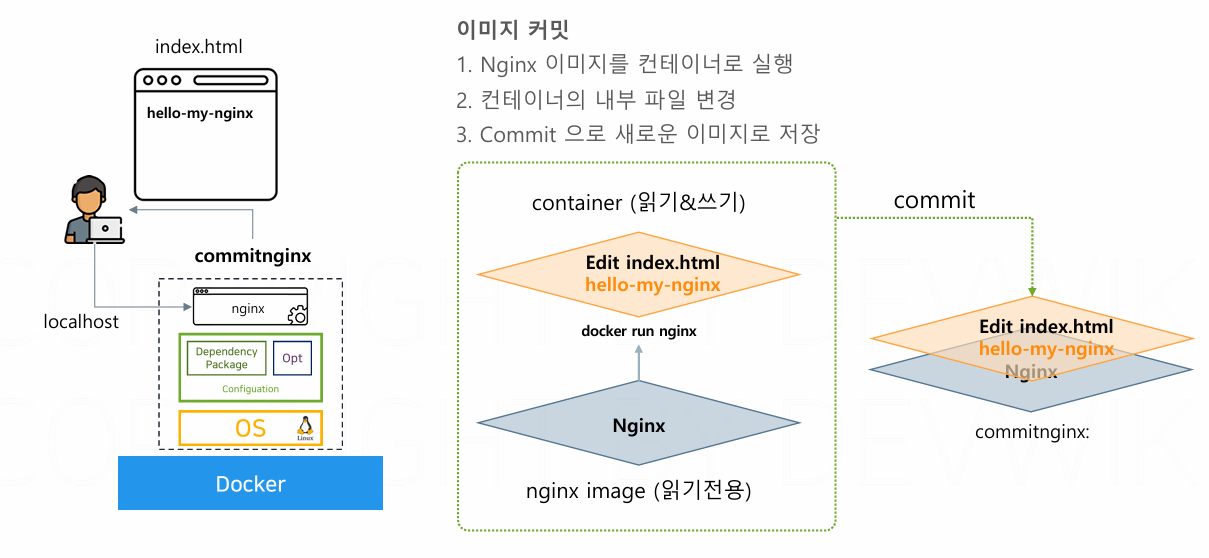 이미지 커밋
1. Nginx 이미지를 컨테이너로 실행
2. 컨테이너의 내부 파일 변경
3. Commit 으로 새로운 이미지로 저장
index.html
hello-my-nginx
commitnginx
localhost
nginx
Dependency
Package
Opt
Configuation
OS
Linux
Docker
container (읽기&쓰기)
Edit index.html
hello-my-nginx
docker run nginx
Nginx
nginx image (읽기전용)
commit
Edit index.html
hello-my-nginx
Nginx
commitnginx: